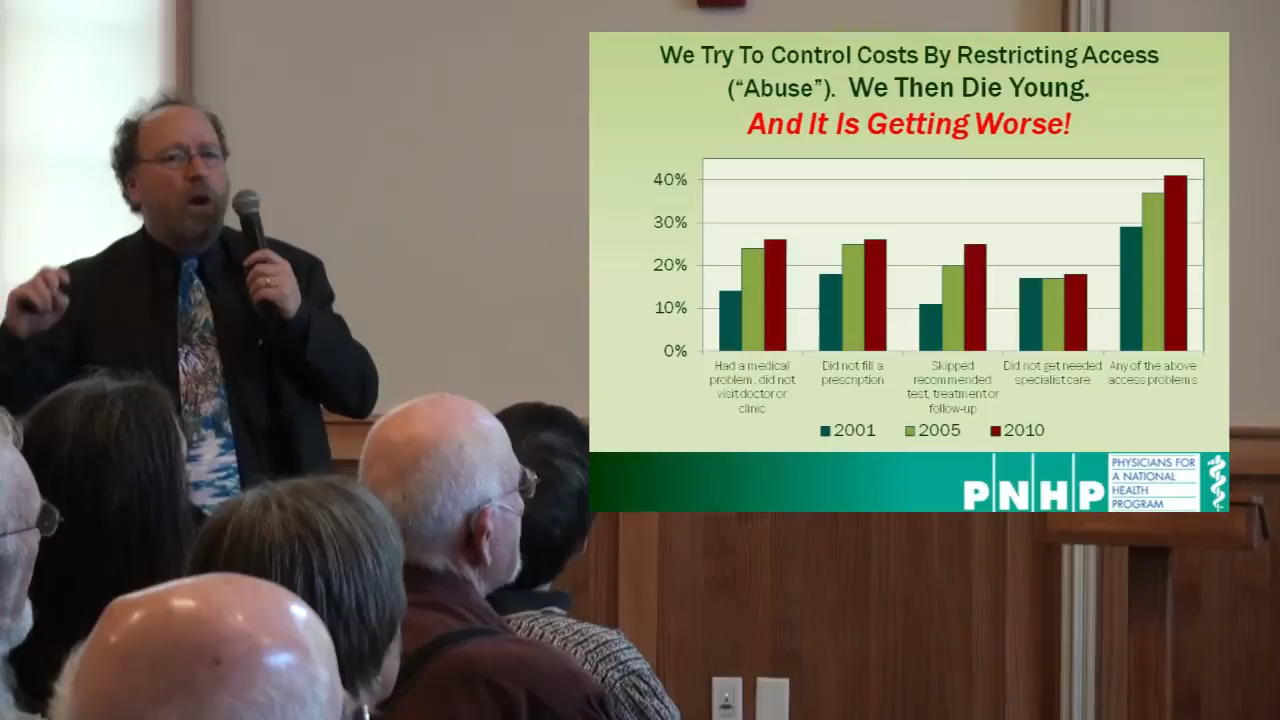 We Try To Control Costs By Restricting Access
(“Abuse”). We Then Die Young.
And It Is Getting Worse!
40%
30%
20%
10%
0%
Had a medical
problem, did not
visit doctor or
clinic
Did not fill a
prescription
Skipped
recommended
test, treatment or
follow-up
Did not get needed
specialist care
Any of the above
access problems
2001 2005 2010
PNHP
PHYSICIANS FOR
A NATIONAL
HEALTH
PROGRAM